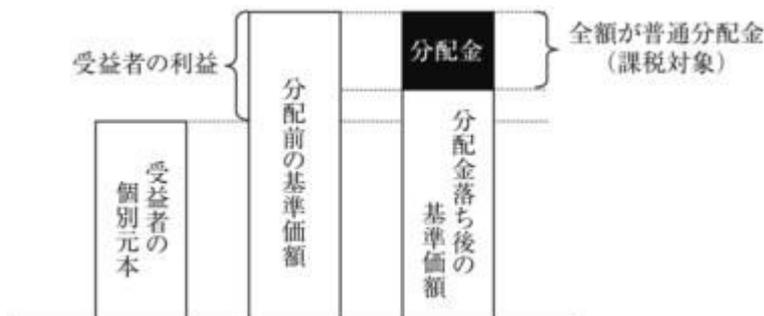 受益者の利益
分配前の基準価額
分配金
全額が普通分配金
（課税対象）
受益者の
個別元本
分配金落ち後の
基準価額